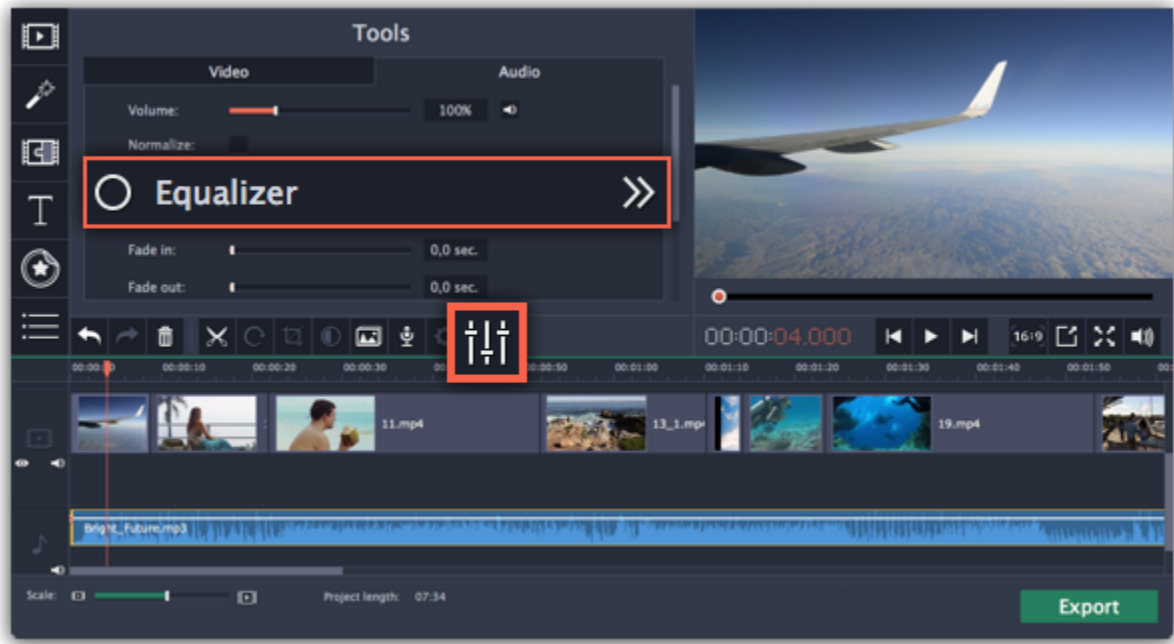 Tools
Video
Audio
Volume:
100%
Normalize:
Equalizer
Fade in:
0,0 sec.
Fade out:
0,0 sec.
T
00:00:04.000
16:9
00:00:10
00:00:20
00:00:30
00:00:50
00:01:00
00:01:10
00:01:20
00:01:30
00:01:40
00:01:50
11.mp4
13_1.mp
19.mp4
Bright_Future.mp3
Scale:
Project length: 07:34
Export